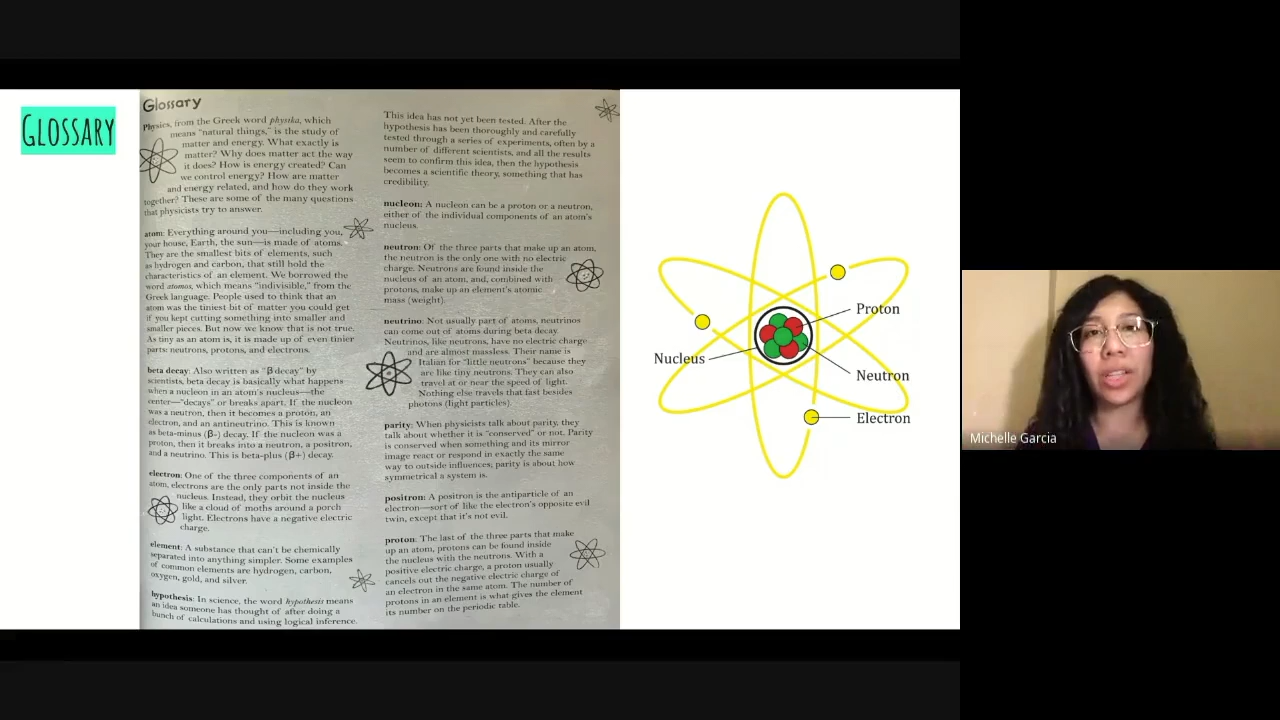 GLOSSARY
Glossary
Physics, from the Greek word physika, which
means “natural things,” is the study of
matter and energy. What exactly is
matter? Why does matter act the way
it does? How is energy created? Can
we control energy? How are matter
and energy related, and how do they work
together? These are some of the many questions
that physicists try to answer.
atom: Everything around you—including you,
your house, Earth, the sun—is made of atoms.
They are the smallest bits of elements, such
as hydrogen and carbon, that still hold the
characteristics of an element. We borrowed the
word atomos, which means “indivisible,” from the
Greek language. People used to think that an
atom was the tiniest bit of matter you could get
if you kept cutting something into smaller and
smaller pieces. But now we know that is not true.
As tiny as an atom is, it is made up of even tinier
parts: neutrons, protons, and electrons.
beta decay: Also written as “β decay” by
scientists, beta decay is basically what happens
when a nucleon in an atom’s nucleus—the
center—“decays” or breaks apart. If the nucleon
was a neutron, then it becomes a proton, an
electron, and an antineutrino. This is known
as beta-minus (β-) decay. If the nucleon was a
proton, then it breaks into a neutron, a positron,
and a neutrino. This is beta-plus (β+) decay.
electron: One of the three components of an
atom, electrons are the only parts not inside the
nucleus. Instead, they orbit the nucleus
like a cloud of moths around a porch
light. Electrons have a negative electric
charge.
element: A substance that can’t be chemically
separated into anything simpler. Some examples
of common elements are hydrogen, carbon,
oxygen, gold, and silver.
hypothesis: In science, the word hypothesis means
an idea someone has thought of after doing a
bunch of calculations and using logical inference.
This idea has not yet been tested. After the
hypothesis has been thoroughly and carefully
tested through a series of experiments, often by a
number of different scientists, and all the results
seem to confirm this idea, then the hypothesis
becomes a scientific theory, something that has
credibility.
nucleon: A nucleon can be a proton or a neutron,
either of the individual components of an atom’s
nucleus.
neutron: Of the three parts that make up an atom,
the neutron is the only one with no electric
charge. Neutrons are found inside the
nucleus of an atom, and, combined with
protons, make up an element’s atomic
mass (weight).
neutrino: Not usually part of atoms, neutrinos
can come out of atoms during beta decay.
Neutrinos, like neutrons, have no electric charge
and are almost massless. Their name is
Italian for “little neutrons” because they
are like tiny neutrons. They can also
travel at or near the speed of light.
Nothing else travels that fast besides
photons (light particles).
parity: When physicists talk about parity, they
talk about whether it is “conserved” or not. Parity
is conserved when something and its mirror
image react or respond in exactly the same
way to outside influences; parity is about how
symmetrical a system is.
positron: A positron is the antiparticle of an
electron—sort of like the electron’s opposite evil
twin, except that it’s not evil.
proton: The last of the three parts that make
up an atom, protons can be found inside
the nucleus with the neutrons. With a
positive electric charge, a proton usually
cancels out the negative electric charge of
an electron in the same atom. The number of
protons in an element is what gives the element
its number on the periodic table.
Proton
Nucleus
Neutron
Electron
Michelle Garcia